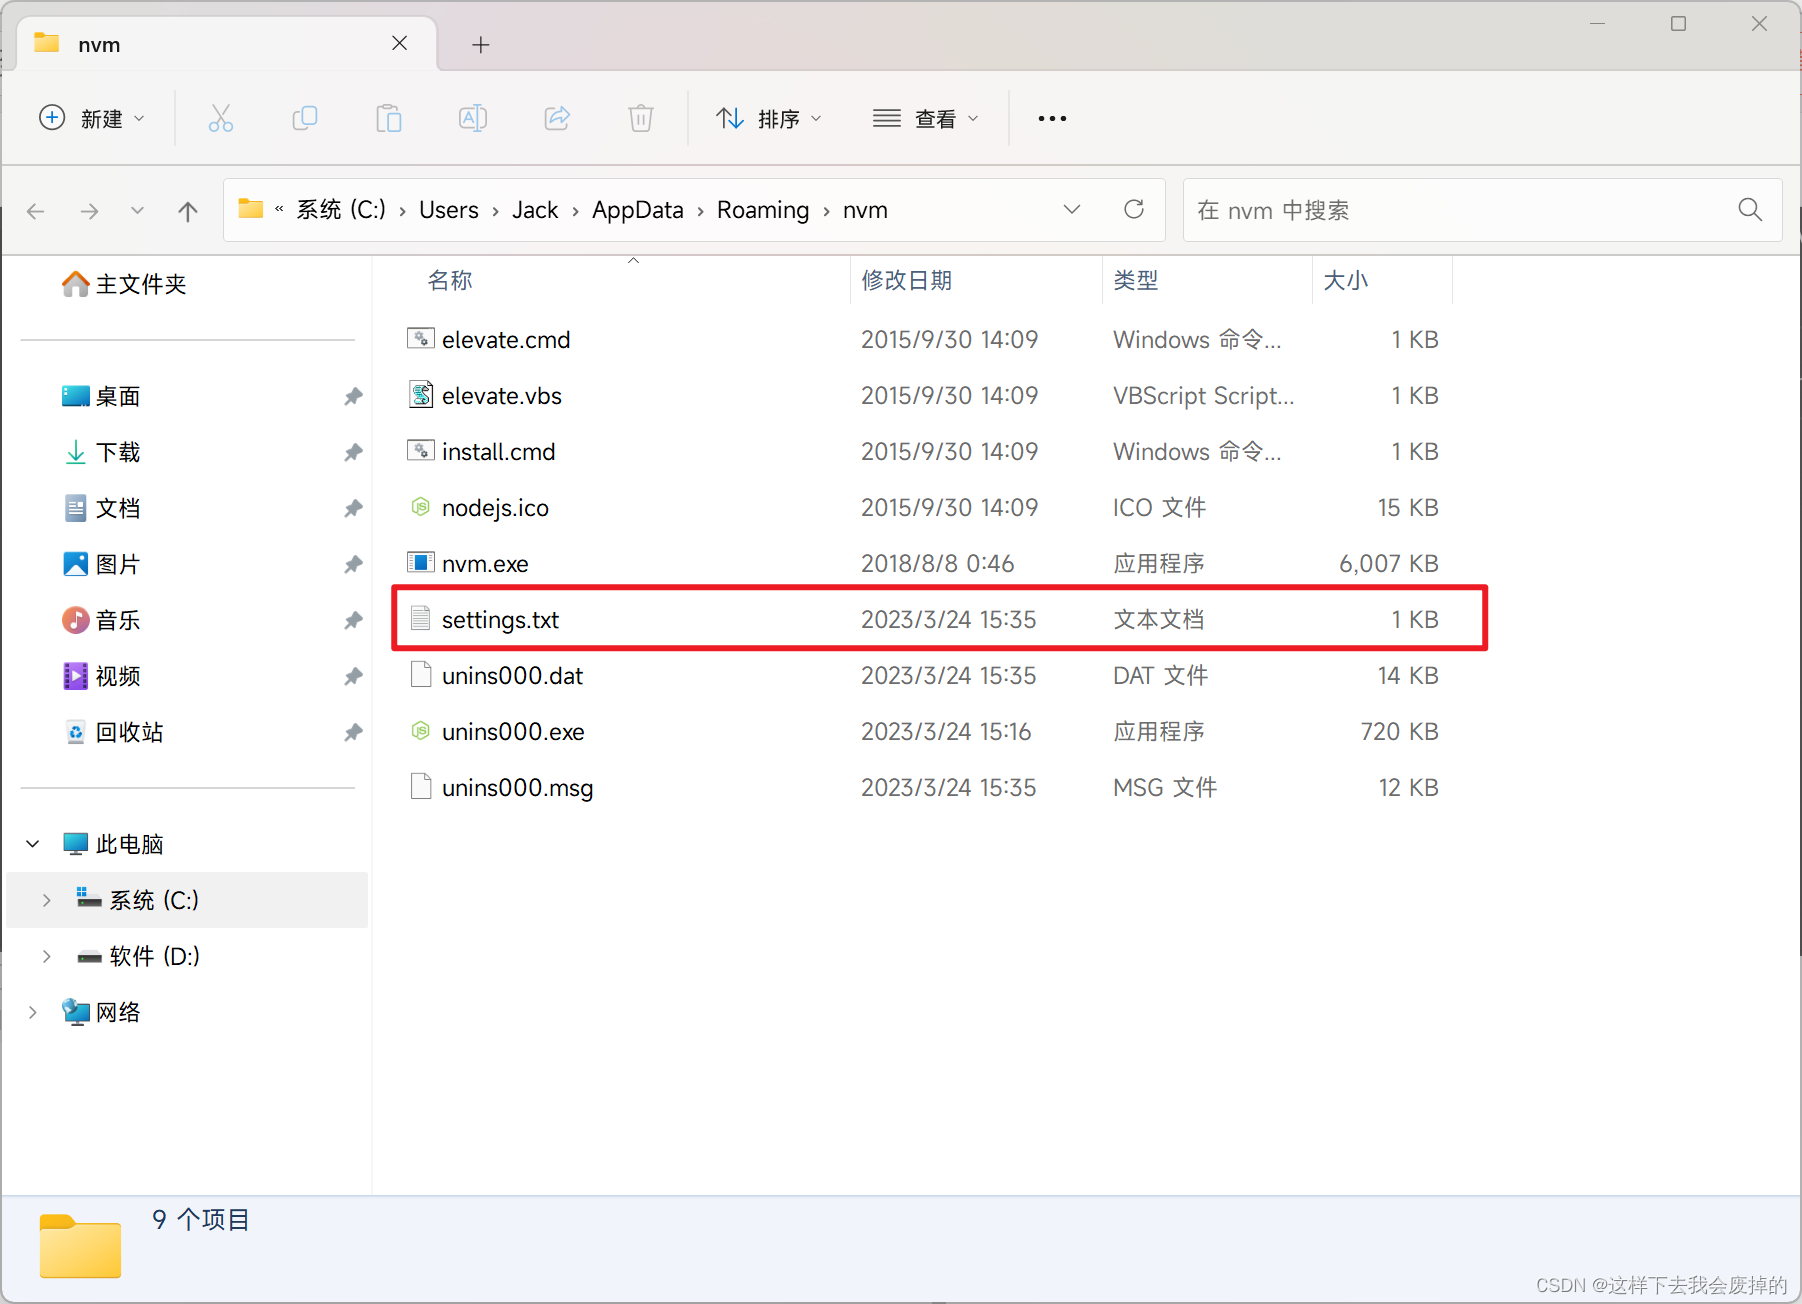 nvm
新建
排序
查看
« 系统 (C:) › Users › Jack › AppData › Roaming › nvm
在 nvm 中搜索
主文件夹
桌面
下载
文档
图片
音乐
视频
回收站
此电脑
系统 (C:)
软件 (D:)
网络
名称 修改日期 类型 大小
elevate.cmd 2015/9/30 14:09 Windows 命令... 1 KB
elevate.vbs 2015/9/30 14:09 VBScript Script... 1 KB
install.cmd 2015/9/30 14:09 Windows 命令... 1 KB
nodejs.ico 2015/9/30 14:09 ICO 文件 15 KB
nvm.exe 2018/8/8 0:46 应用程序 6,007 KB
settings.txt 2023/3/24 15:35 文本文档 1 KB
unins000.dat 2023/3/24 15:35 DAT 文件 14 KB
unins000.exe 2023/3/24 15:16 应用程序 720 KB
unins000.msg 2023/3/24 15:35 MSG 文件 12 KB
9 个项目
CSDN @这样下去我会废掉的